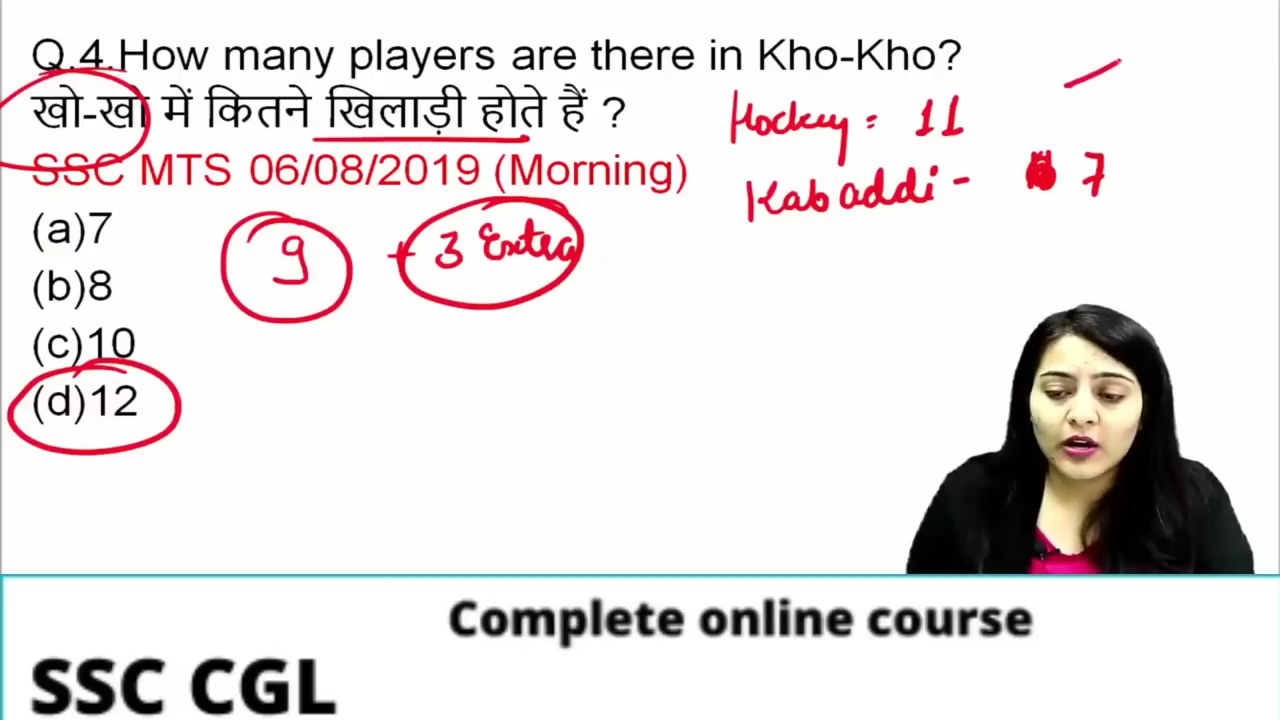 Q.4.How many players are there in Kho-Kho?
खो-खो में कितने खिलाड़ी होते हैं ?
Hockey = 11
SSC MTS 06/08/2019 (Morning)
Kabaddi - 7
(a)7
9 + 3 Extra
(b)8
(c)10
(d)12
Complete online course
SSC CGL